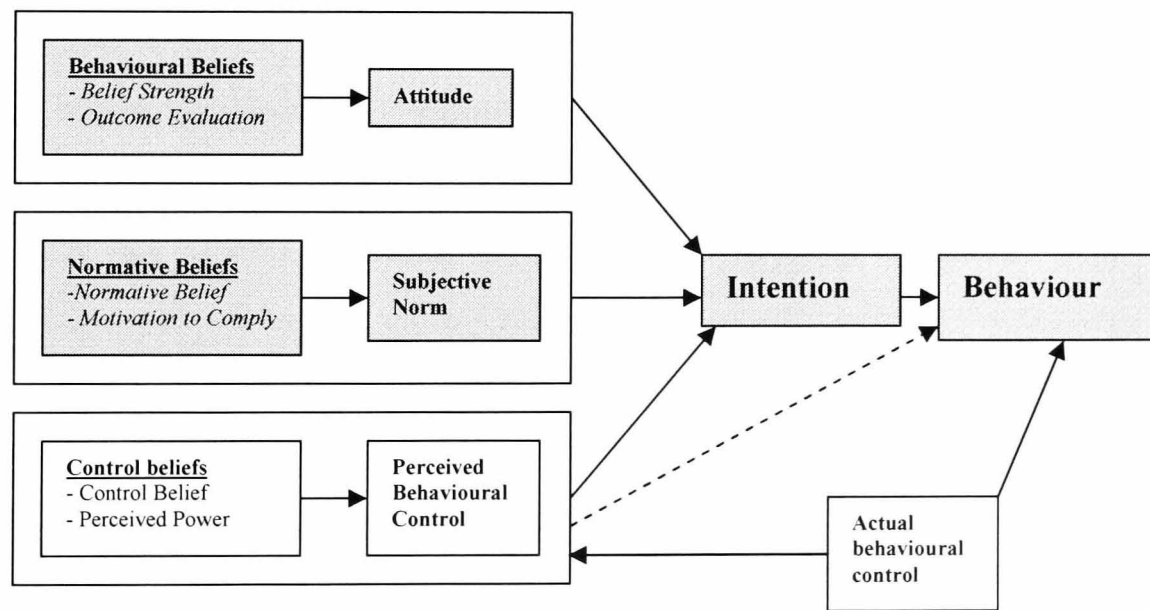 Behavioural Beliefs
- Belief Strength
- Outcome Evaluation
Attitude
Normative Beliefs
-Normative Belief
- Motivation to Comply
Subjective
Norm
Intention
Behaviour
Control beliefs
- Control Belief
- Perceived Power
Perceived
Behavioural
Control
Actual
behavioural
control